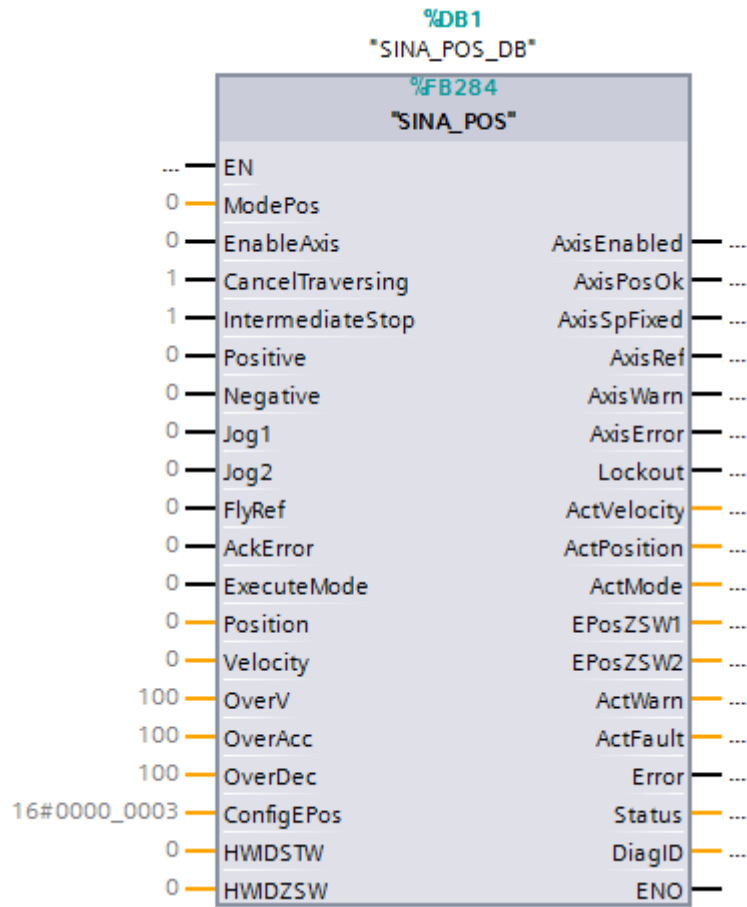 %DB1
"SINA_POS_DB"
%FB284
"SINA_POS"
... EN
0 ModePos
0 EnableAxis AxisEnabled ...
1 CancelTraversing AxisPosOk ...
1 IntermediateStop AxisSpFixed ...
0 Positive AxisRef ...
0 Negative AxisWarn ...
0 Jog1 AxisError ...
0 Jog2 Lockout ...
0 FlyRef ActVelocity ...
0 AckError ActPosition ...
0 ExecuteMode ActMode ...
0 Position EPosZSW1 ...
0 Velocity EPosZSW2 ...
100 OverV ActWarn ...
100 OverAcc ActFault ...
100 OverDec Error ...
16#0000_0003 ConfigEPos Status ...
0 HWIDSTW DiagID ...
0 HWIDZSW ENO